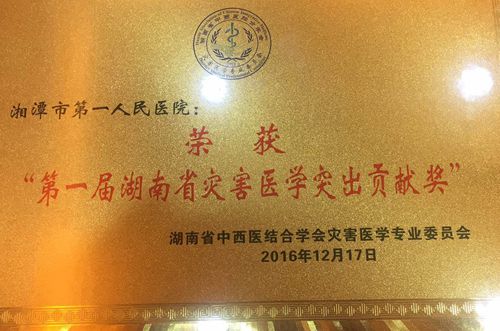 湘潭市第一人民医院：
荣获
“第一届湖南省灾害医学突出贡献奖”
湖南省中西医结合学会灾害医学专业委员会
2016年12月17日